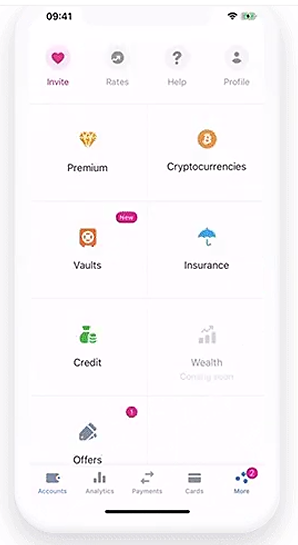 09:41
Invite Rates Help Profile
Premium Cryptocurrencies
New
Vaults Insurance
Credit Wealth
Coming soon
1
Offers
2
Accounts Analytics Payments Cards More